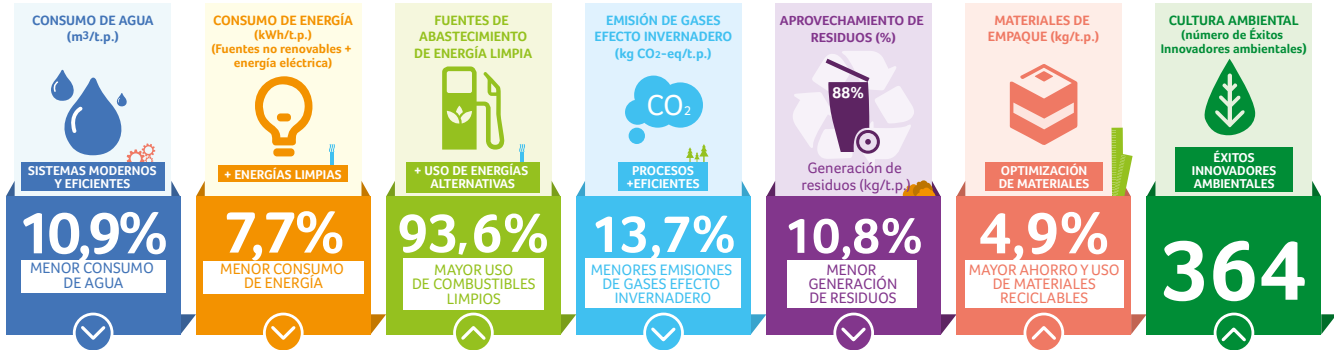 CONSUMO DE AGUA
(m3/t.p.)
SISTEMAS MODERNOS
Y EFICIENTES
10,9%
MENOR CONSUMO
DE AGUA
CONSUMO DE ENERGÍA
(kWh/t.p.)
(Fuentes no renovables +
energía eléctrica)
+ ENERGÍAS LIMPIAS
7,7%
MENOR CONSUMO
DE ENERGÍA
FUENTES DE
ABASTECIMIENTO
DE ENERGÍA LIMPIA
+ USO DE ENERGÍAS
ALTERNATIVAS
93,6%
MAYOR USO
DE COMBUSTIBLES
LIMPIOS
EMISIÓN DE GASES
EFECTO INVERNADERO
(kg CO2-eq/t.p.)
CO2
PROCESOS
+EFICIENTES
13,7%
MENORES EMISIONES
DE GASES EFECTO
INVERNADERO
APROVECHAMIENTO DE
RESIDUOS (%)
88%
Generación de
residuos (kg/t.p.)
10,8%
MENOR
GENERACIÓN
DE RESIDUOS
MATERIALES DE
EMPAQUE (kg/t.p.)
OPTIMIZACIÓN
DE MATERIALES
4,9%
MAYOR AHORRO Y USO
DE MATERIALES
RECICLABLES
CULTURA AMBIENTAL
(número de Éxitos
Innovadores ambientales)
ÉXITOS
INNOVADORES
AMBIENTALES
364